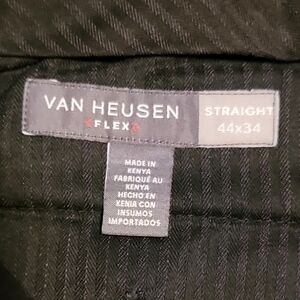 VAN HEUSEN
<FLEX>
STRAIGHT
44x34
MADE IN
KENYA
FABRIQUÉ AU
KENYA
HECHO EN
KENIA CON
INSUMOS
IMPORTADOS